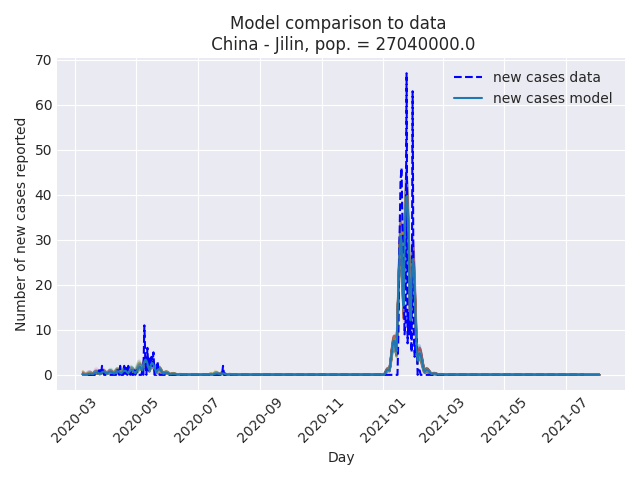 Model comparison to data
China - Jilin, pop. = 27040000.0
new cases data
new cases model
Number of new cases reported
70
60
50
40
30
20
10
0
2020-03
2020-05
2020-07
2020-09
2020-11
2021-01
2021-03
2021-05
2021-07
Day